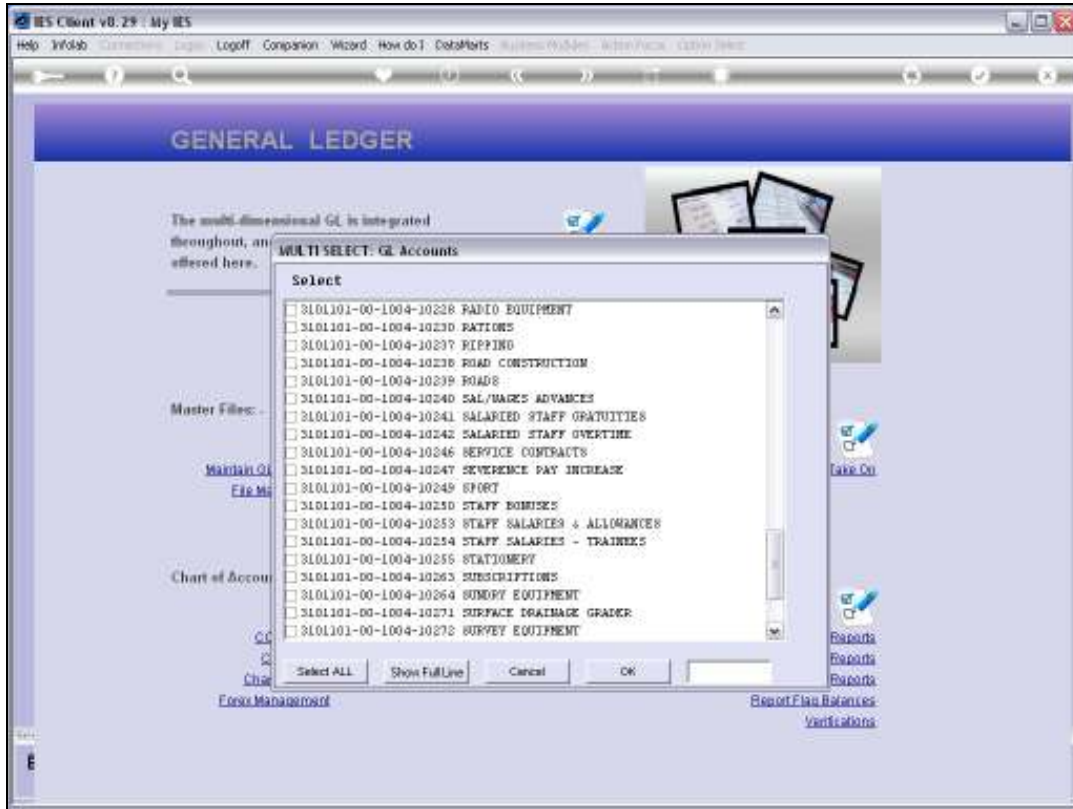 IES Client v8.29 : My IES
Help Infolab Logoff Companion Wizard How do I DataMarts
GENERAL LEDGER
The multi-dimensional GL is integrated
throughout, an
offered here.
MULTI SELECT: GL Accounts
Select
3101101-00-1004-10228 RADIO EQUIPMENT
3101101-00-1004-10230 RATIONS
3101101-00-1004-10237 RIPPING
3101101-00-1004-10238 ROAD CONSTRUCTION
3101101-00-1004-10239 ROADS
3101101-00-1004-10240 SAL/WAGES ADVANCES
3101101-00-1004-10241 SALARIED STAFF GRATUITIES
3101101-00-1004-10242 SALARIED STAFF OVERTIME
3101101-00-1004-10246 SERVICE CONTRACTS
3101101-00-1004-10247 SEVERENCE PAY INCREASE
3101101-00-1004-10249 SPORT
3101101-00-1004-10250 STAFF BONUSES
3101101-00-1004-10253 STAFF SALARIES & ALLOWANCES
3101101-00-1004-10254 STAFF SALARIES - TRAINEES
3101101-00-1004-10255 STATIONERY
3101101-00-1004-10263 SUBSCRIPTIONS
3101101-00-1004-10264 SUNDRY EQUIPMENT
3101101-00-1004-10271 SURFACE DRAINAGE GRADER
3101101-00-1004-10272 SURVEY EQUIPMENT
Select ALL Show Full Line Cancel OK
Master Files: .
Maintain GL
File Ma
Take On
Chart of Accou
Cha
Forex Management
Reports
Reports
Reports
Report Flag Balances
Verifications